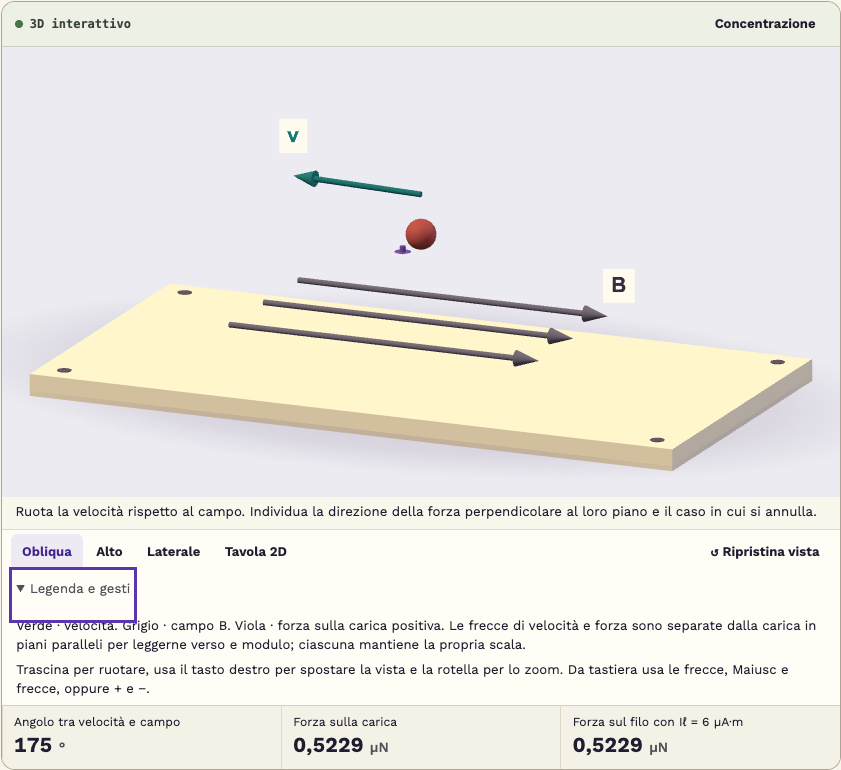 3D interattivo
Concentrazione
v
B
Ruota la velocità rispetto al campo. Individua la direzione della forza perpendicolare al loro piano e il caso in cui si annulla.
Obliqua Alto Laterale Tavola 2D ↺ Ripristina vista
▼ Legenda e gesti
Verde · velocità. Grigio · campo B. Viola · forza sulla carica positiva. Le frecce di velocità e forza sono separate dalla carica in
piani paralleli per leggerne verso e modulo; ciascuna mantiene la propria scala.
Trascina per ruotare, usa il tasto destro per spostare la vista e la rotella per lo zoom. Da tastiera usa le frecce, Maiusc e
frecce, oppure + e −.
Angolo tra velocità e campo
175 °
Forza sulla carica
0,5229 μN
Forza sul filo con Iℓ = 6 μA·m
0,5229 μN